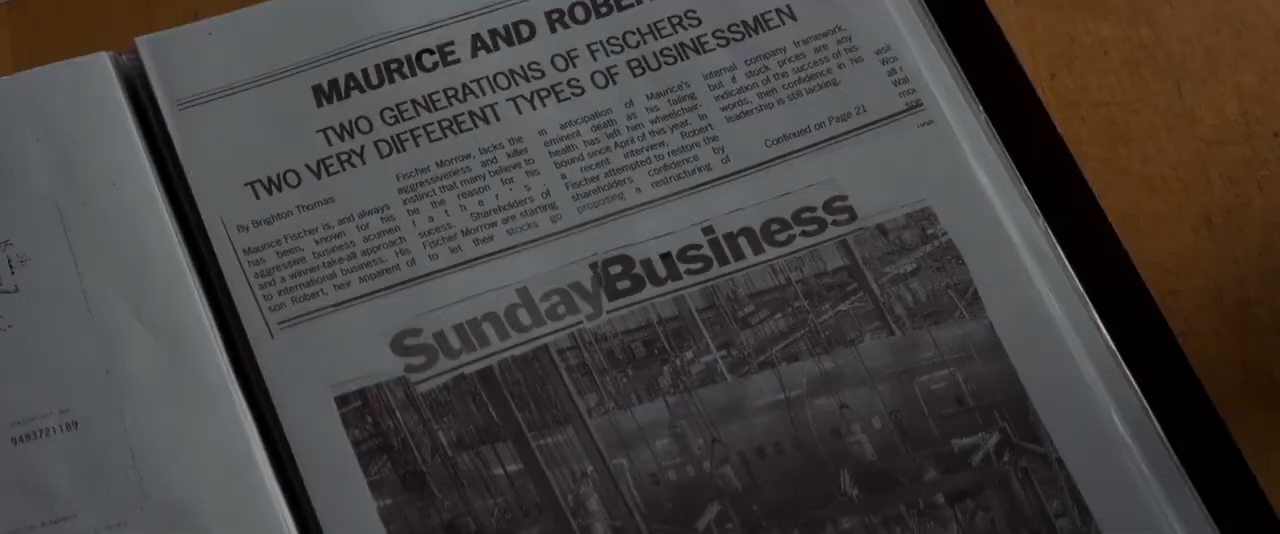 MAURICE AND ROBER
TWO GENERATIONS OF FISCHERS
TWO VERY DIFFERENT TYPES OF BUSINESSMEN
By Brighton Thomas
Maurice Fischer is, and always
has been, known for his
aggressive business acumen
and a winner-take-all approach
to international business. His
son Robert, heir apparent of
Fischer Morrow, lacks the
aggressiveness and killer
instinct that many believe to
be the reason for his
father's
sucess. Shareholders of
Fischer Morrow are starting
to let their stocks go
in anticipation of Maurice's
eminent death as his failing
health has left him wheelchair-
bound since April of this year. In
a recent interview, Robert
Fischer attempted to restore the
shareholders confidence by
proposing a restructuring of
internal company framework,
but if stock prices are any
indication of the success of his
words, then confidence in his
leadership is still lacking.
Continued on Page 21
visit
SundayBusiness
9483721189